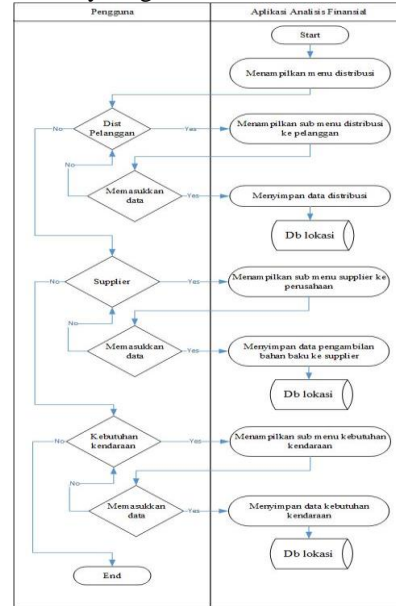 Pengguna
Aplikasi Analisis Finansial
Start
Menampilkan menu distribusi
Dist
Pelanggan
No
Yes
Menampilkan sub menu distribusi
ke pelanggan
No
Memasukkan
data
Yes
Menyimpan data distribusi
Db lokasi
No
Supplier
Yes
Menampilkan sub menu supplier ke
perusahaan
No
Memasukkan
data
Yes
Menyimpan data pengambilan
bahan baku ke supplier
Db lokasi
No
Kebutuhan
kendaraan
Yes
Menampilkan sub menu kebutuhan
kendaraan
No
Memasukkan
data
Yes
Menyimpan data kebutuhan
kendaraan
Db lokasi
End